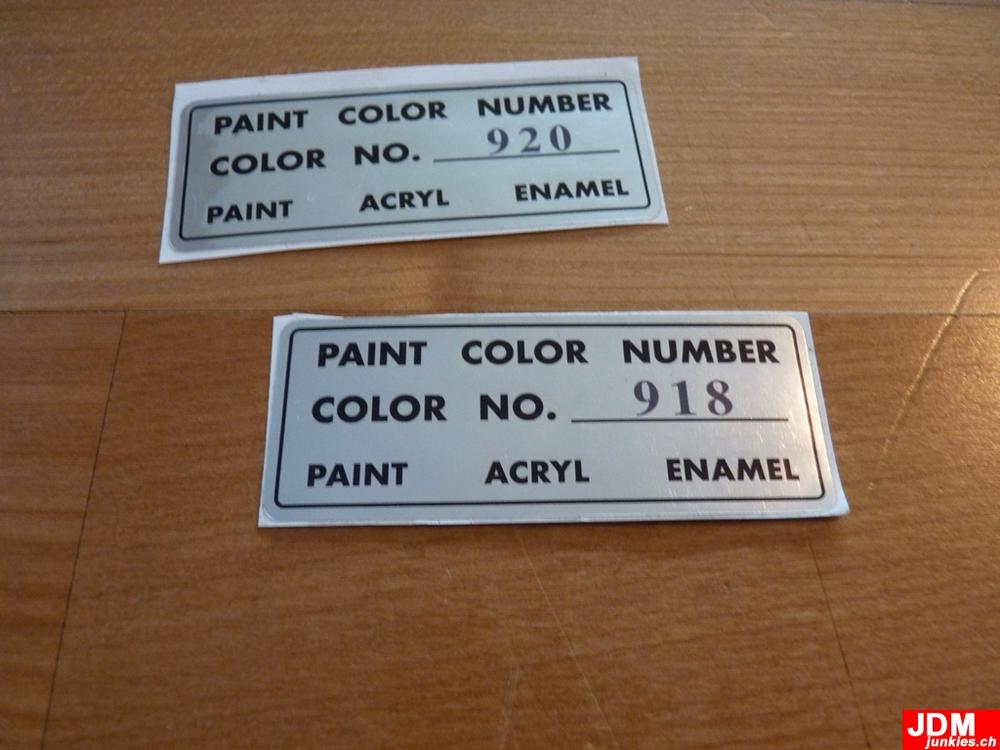 PAINT COLOR NUMBER
COLOR NO. 920
PAINT ACRYL ENAMEL
PAINT COLOR NUMBER
COLOR NO. 918
PAINT ACRYL ENAMEL
JDM
junkies.ch